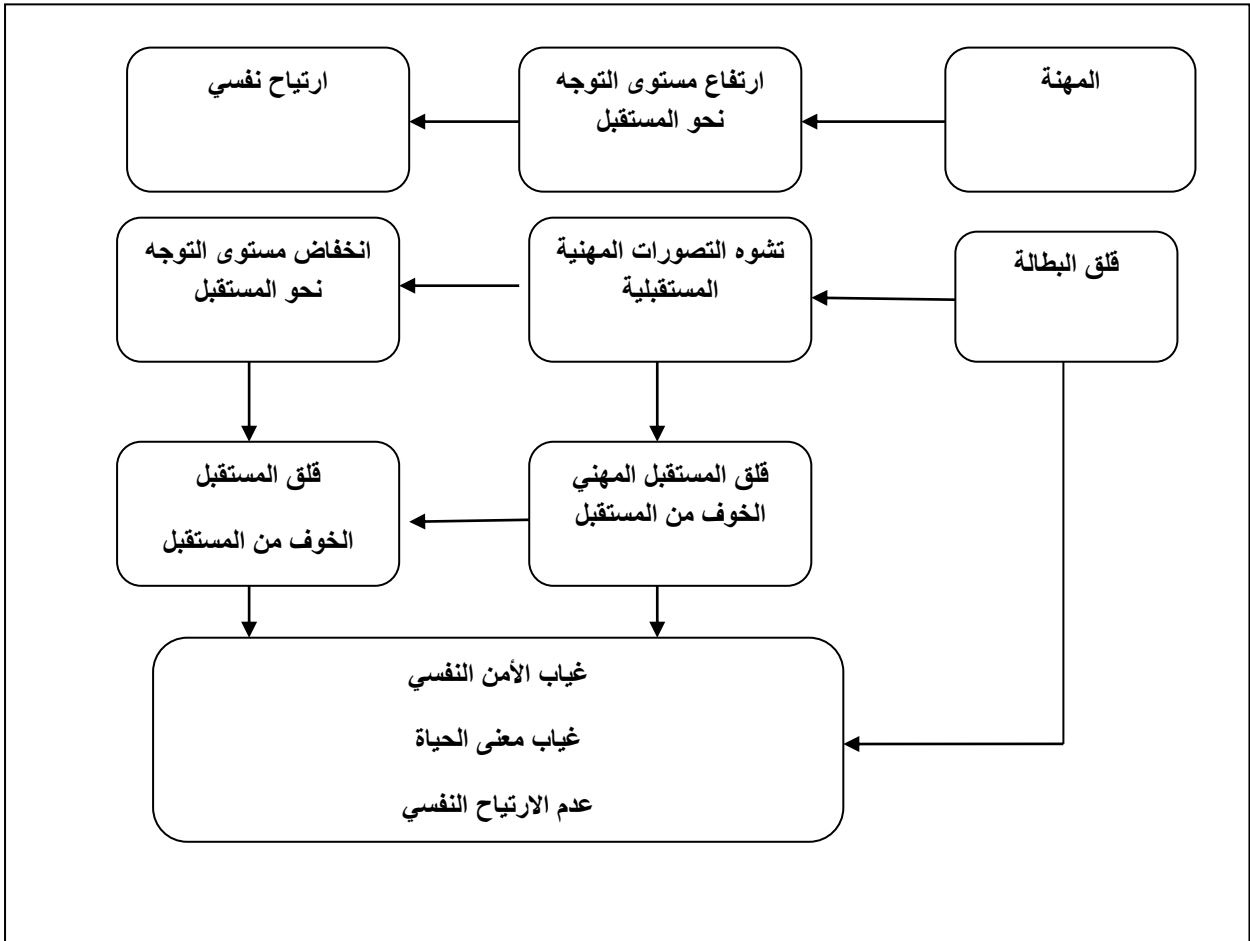 المهنة
ارتفاع مستوى التوجه
نحو المستقبل
ارتياح نفسي
قلق البطالة
تشوه التصورات المهنية
المستقبلية
انخفاض مستوى التوجه
نحو المستقبل
قلق المستقبل المهني
الخوف من المستقبل
قلق المستقبل
الخوف من المستقبل
غياب الأمن النفسي
غياب معنى الحياة
عدم الارتياح النفسي